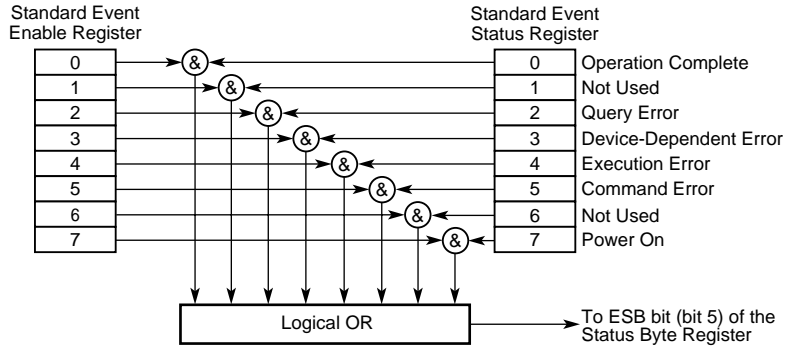 Standard Event
Enable Register
Standard Event
Status Register
0 & 0 Operation Complete
1 & 1 Not Used
2 & 2 Query Error
3 & 3 Device-Dependent Error
4 & 4 Execution Error
5 & 5 Command Error
6 & 6 Not Used
7 & 7 Power On
Logical OR
To ESB bit (bit 5) of the
Status Byte Register